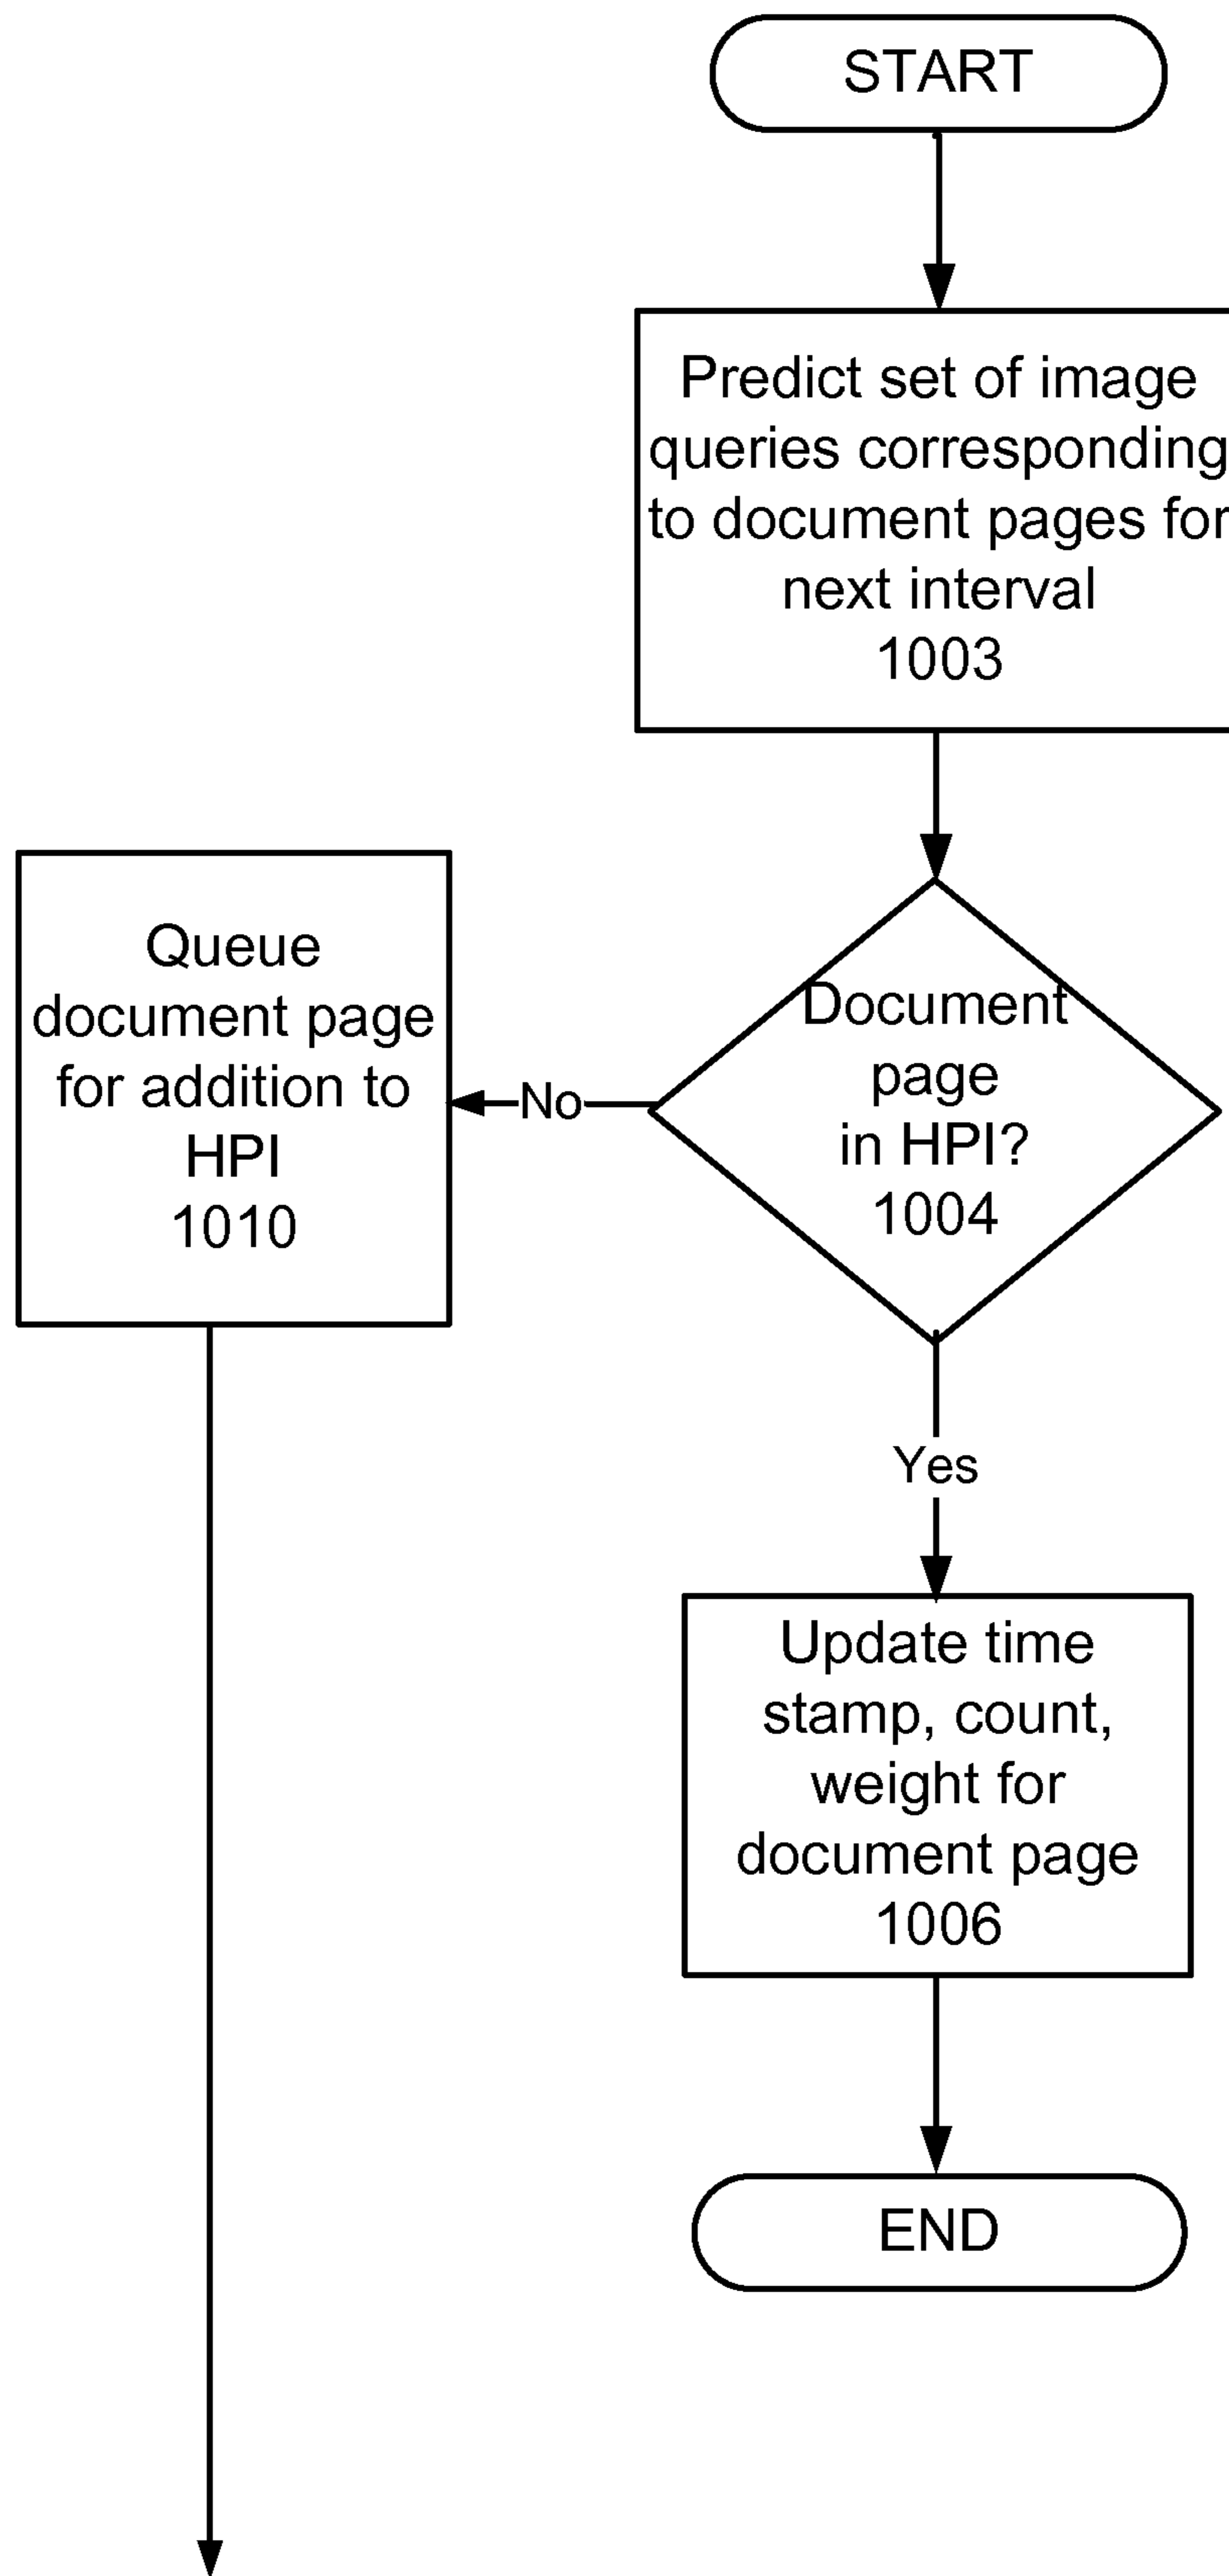 START
Predict set of image
queries corresponding
to document pages for
next interval
1003
Queue
document page
for addition to
HPI
1010
No
Document
page
in HPI?
1004
Yes
Update time
stamp, count,
weight for
document page
1006
END